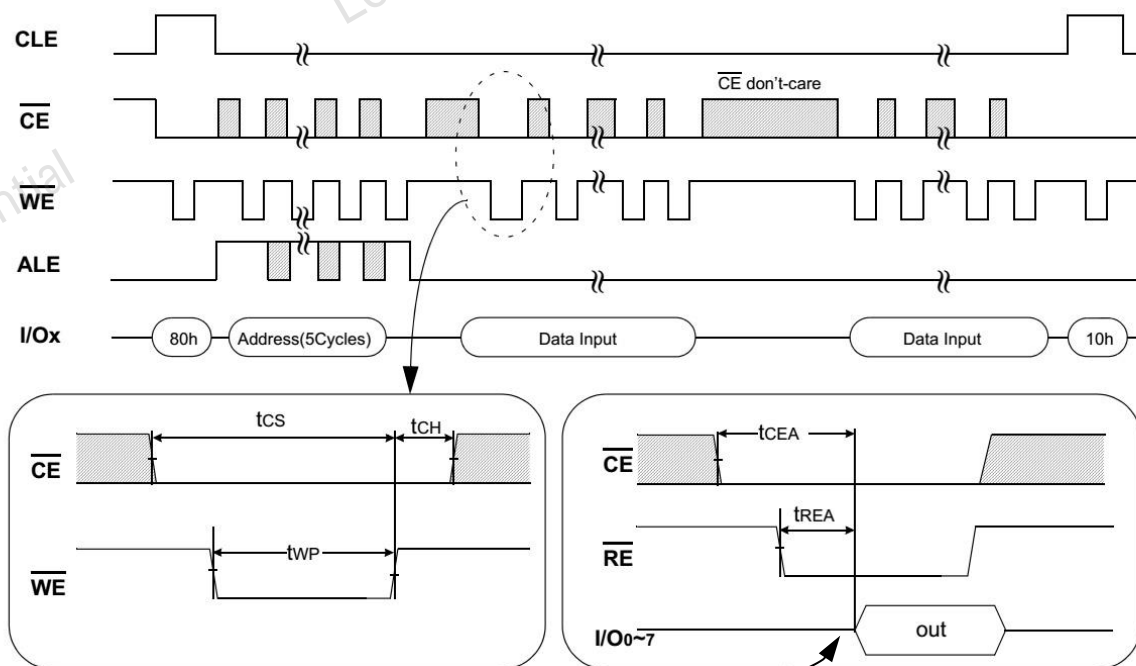 CLE
CE don't-care
CE
WE
ALE
I/Ox
80h
Address(5Cycles)
Data Input
Data Input
10h
tCS
tCH
CE
tWP
WE
tCEA
CE
tREA
RE
I/O0~7
out